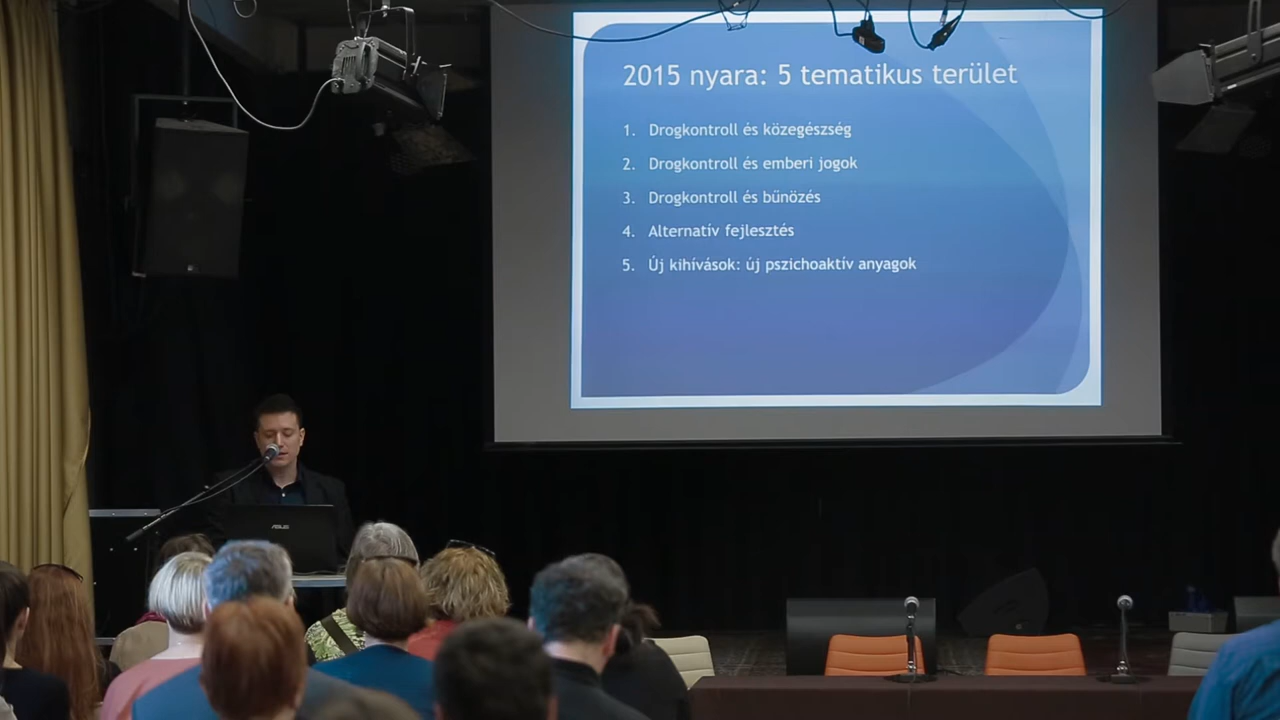 2015 nyara: 5 tematikus terület
1. Drogkontroll és közegészség
2. Drogkontroll és emberi jogok
3. Drogkontroll és bűnözés
4. Alternatív fejlesztés
5. Új kihívások: új pszichoaktív anyagok
ASUS